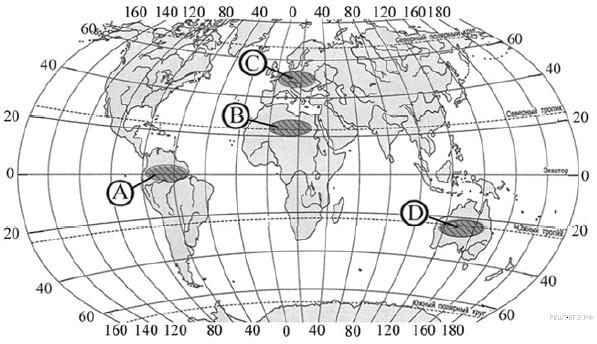 160 140 120 80 40 0 40 80 120 160 180
60 Северный полярный круг 60
40 C 40
20 B Северный тропик 20
0 A Экватор 0
20 D Южный тропик 20
40 40
60 Южный полярный круг 60
160 140 120 80 40 0 40 80 120 160 180
РЕШУЕГЭ.РФ